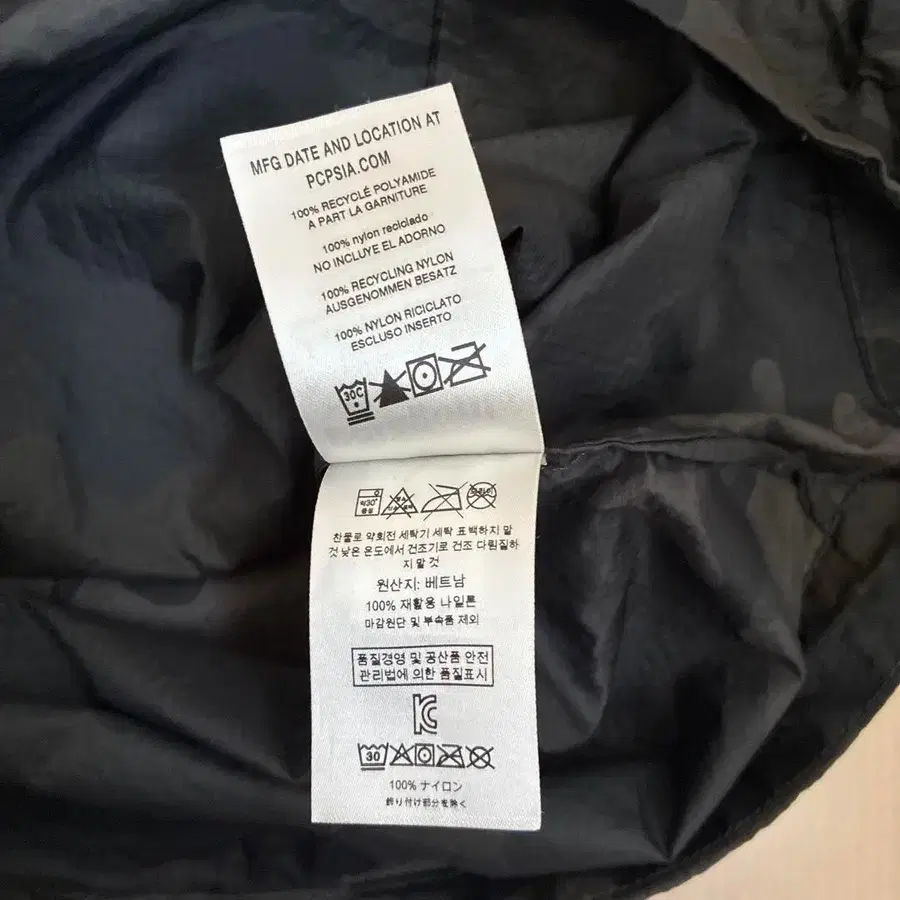 MFG DATE AND LOCATION AT
PCPSIA.COM
100% RECYCLÉ POLYAMIDE
A PART LA GARNITURE
100% nylon reciclado
NO INCLUYE EL ADORNO
100% RECYCLING NYLON
AUSGENOMMEN BESATZ
100% NYLON RICICLATO
ESCLUSO INSERTO
30C
약30°
찬물로 약회전 세탁기 세탁 표백하지 말
것 낮은 온도에서 건조기로 건조 다림질하
지 말 것
원산지: 베트남
100% 재활용 나일론
마감원단 및 부속품 제외
품질경영 및 공산품 안전
관리법에 의한 품질표시
30
100% ナイロン
飾り付け部分を除く